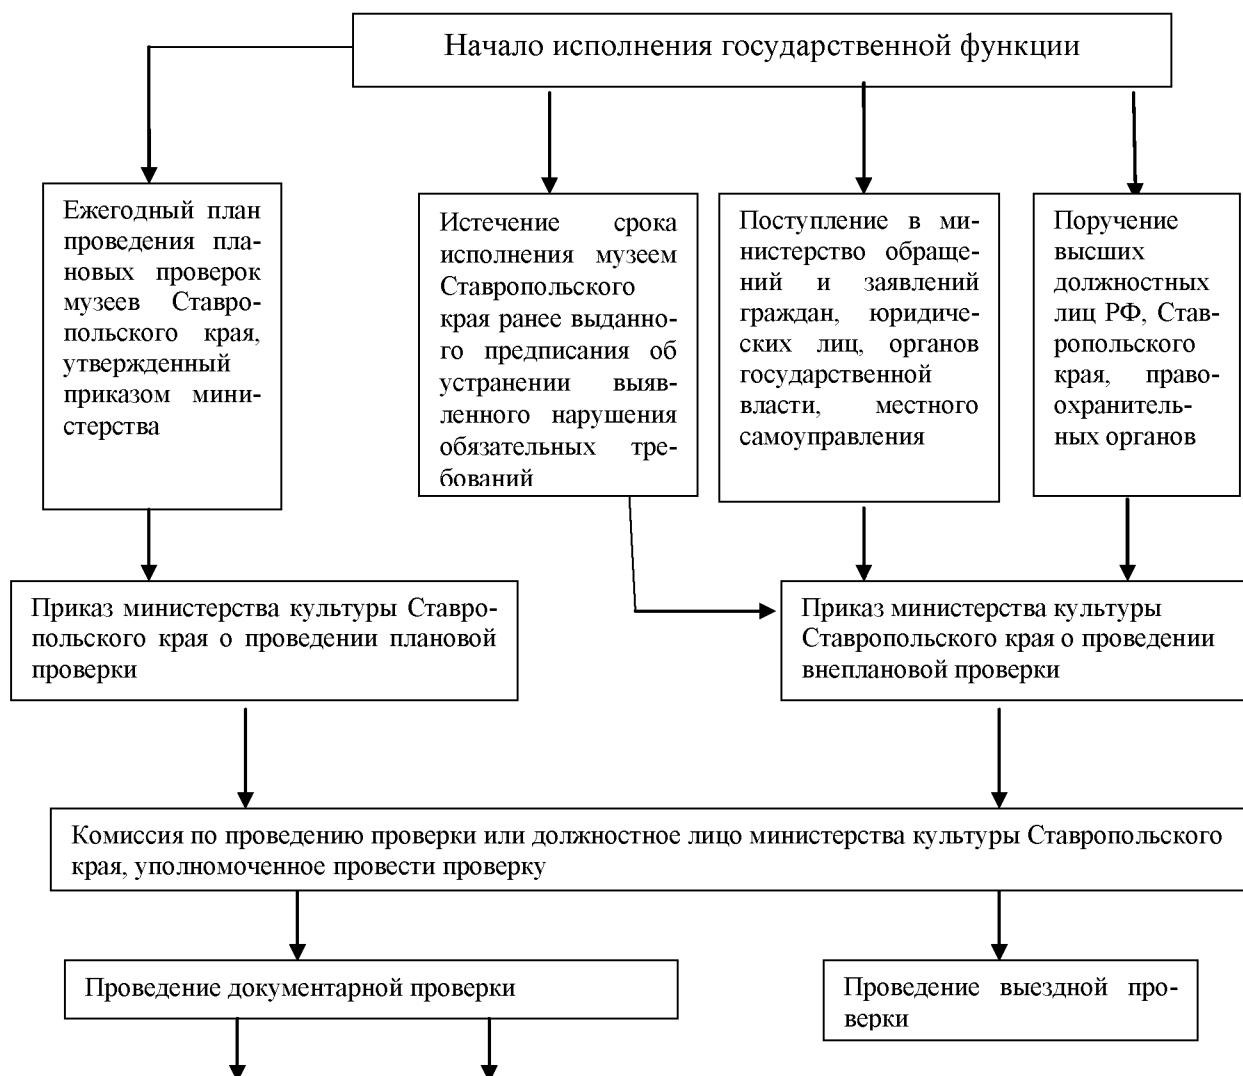 Начало исполнения государственной функции
Ежегодный план
проведения пла-
новых проверок
музеев Ставро-
польского края,
утвержденный
приказом мини-
стерства
Истечение срока
исполнения музеем
Ставропольского
края ранее выданно-
го предписания об
устранении выяв-
ленного нарушения
обязательных тре-
бований
Поступление в ми-
нистерство обраще-
ний и заявлений
граждан, юридиче-
ских лиц, органов
государственной
власти, местного
самоуправления
Поручение
высших
должностных
лиц РФ, Став-
ропольского
края, право-
охранитель-
ных органов
Приказ министерства культуры Ставро-
польского края о проведении плановой
проверки
Приказ министерства культуры
Ставропольского края о проведении
внеплановой проверки
Комиссия по проведению проверки или должностное лицо министерства культуры Ставропольского
края, уполномоченное провести проверку
Проведение документарной проверки
Проведение выездной про-
верки